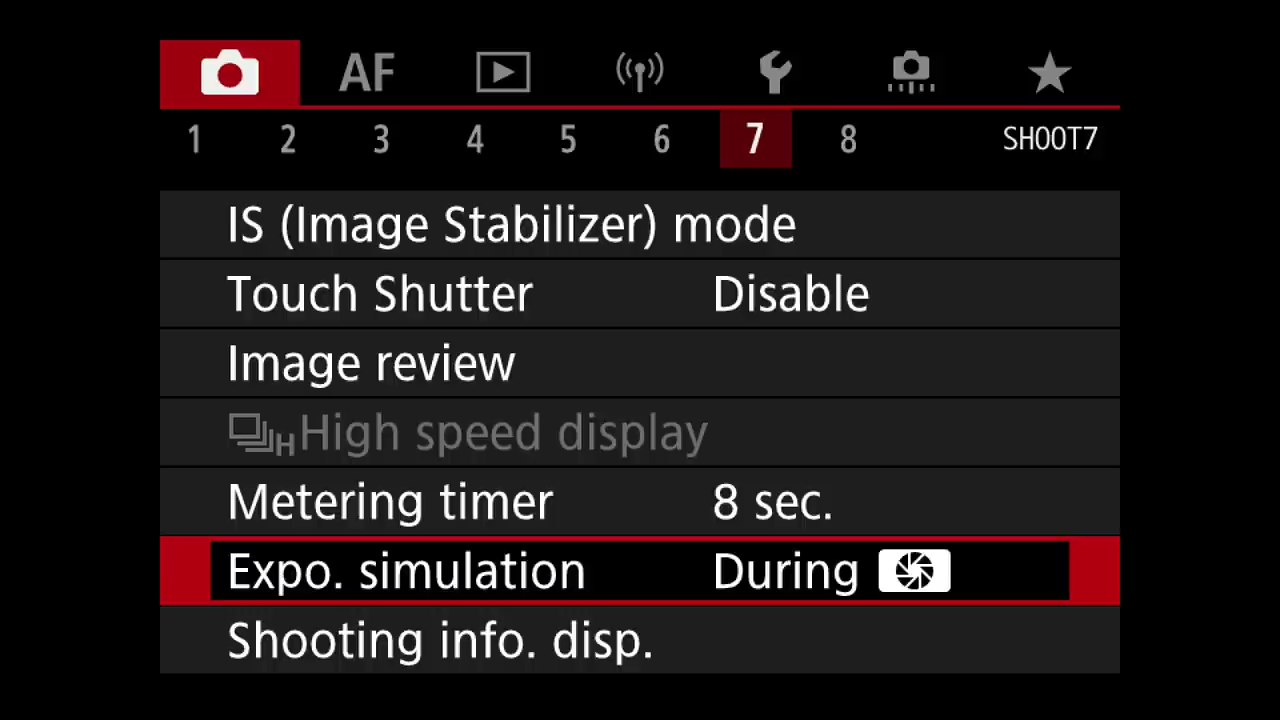 AF
1 2 3 4 5 6 7 8 SHOOT7
IS (Image Stabilizer) mode
Touch Shutter Disable
Image review
H High speed display
Metering timer 8 sec.
Expo. simulation During
Shooting info. disp.